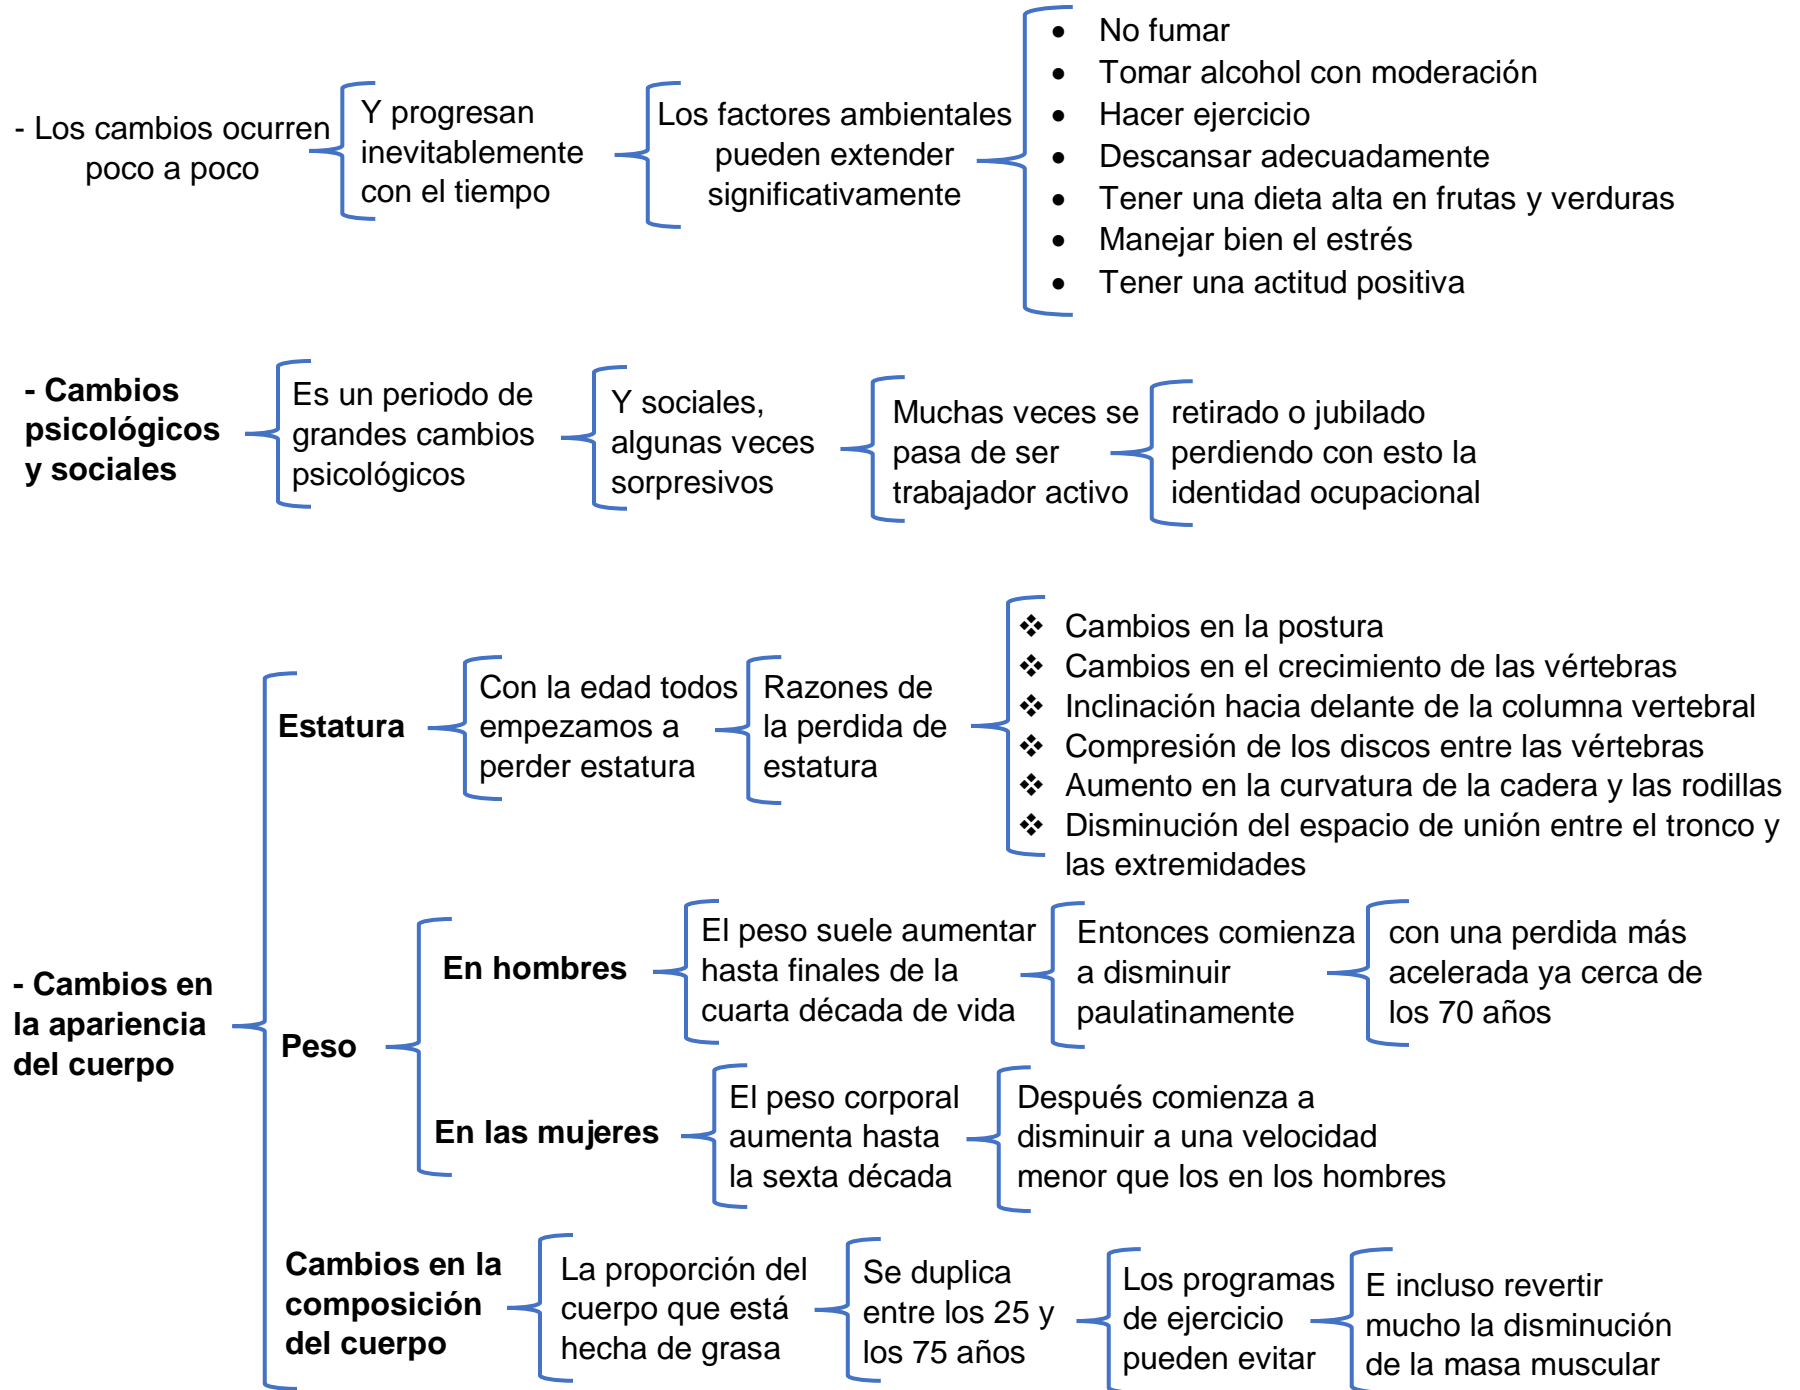 - Los cambios ocurren
poco a poco
Y progresan
inevitablemente
con el tiempo
Los factores ambientales
pueden extender
significativamente
• No fumar
• Tomar alcohol con moderación
• Hacer ejercicio
• Descansar adecuadamente
• Tener una dieta alta en frutas y verduras
• Manejar bien el estrés
• Tener una actitud positiva
- Cambios
psicológicos
y sociales
Es un periodo de
grandes cambios
psicológicos
Y sociales,
algunas veces
sorpresivos
Muchas veces se
pasa de ser
trabajador activo
retirado o jubilado
perdiendo con esto la
identidad ocupacional
- Cambios en
la apariencia
del cuerpo
Estatura
Con la edad todos
empezamos a
perder estatura
Razones de
la perdida de
estatura
❖ Cambios en la postura
❖ Cambios en el crecimiento de las vértebras
❖ Inclinación hacia delante de la columna vertebral
❖ Compresión de los discos entre las vértebras
❖ Aumento en la curvatura de la cadera y las rodillas
❖ Disminución del espacio de unión entre el tronco y
las extremidades
Peso
En hombres
El peso suele aumentar
hasta finales de la
cuarta década de vida
Entonces comienza
a disminuir
paulatinamente
con una perdida más
acelerada ya cerca de
los 70 años
En las mujeres
El peso corporal
aumenta hasta
la sexta década
Después comienza a
disminuir a una velocidad
menor que los en los hombres
Cambios en la
composición
del cuerpo
La proporción del
cuerpo que está
hecha de grasa
Se duplica
entre los 25 y
los 75 años
Los programas
de ejercicio
pueden evitar
E incluso revertir
mucho la disminución
de la masa muscular